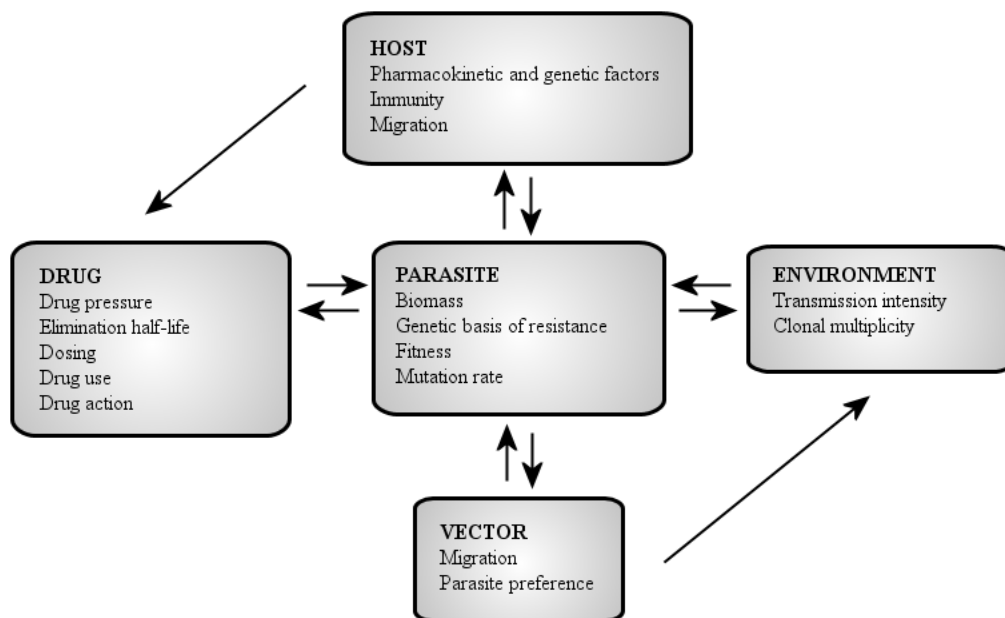 HOST
Pharmacokinetic and genetic factors
Immunity
Migration
DRUG
Drug pressure
Elimination half-life
Dosing
Drug use
Drug action
PARASITE
Biomass
Genetic basis of resistance
Fitness
Mutation rate
ENVIRONMENT
Transmission intensity
Clonal multiplicity
VECTOR
Migration
Parasite preference